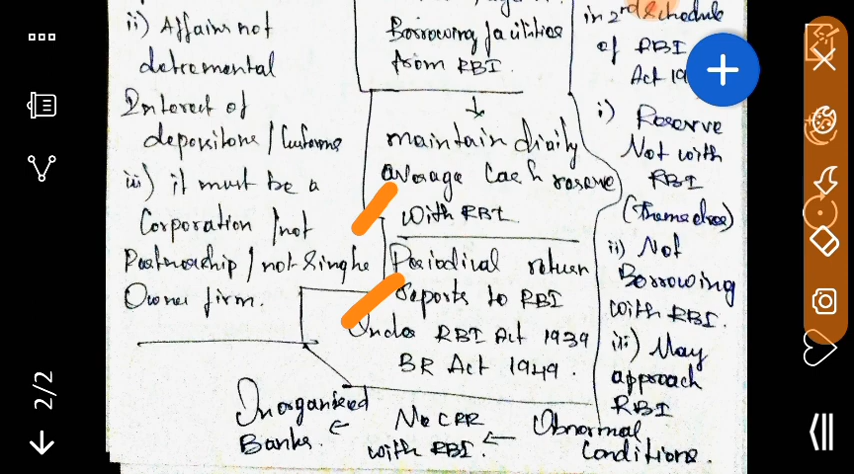 ii) Affairs not
detremental
Interest of
depositors / Customs
iii) it must be a
Corporation / not
Partnership / not Single
Owner firm.
Borrowing facilities
from RBI.
maintain daily
average Cash reserve
with RBI
Periodical return
reports to RBI
Under RBI Act 1939
BR Act 1949.
in 2nd Schedule
of RBI
Act 19
i) Reserve
Not with
RBI
(Themselves)
ii) Not
Borrowing
with RBI.
iii) May
approach
RBI
Abnormal
Conditions.
No CRR
with RBI.
Inorganised
Banks.
2/2